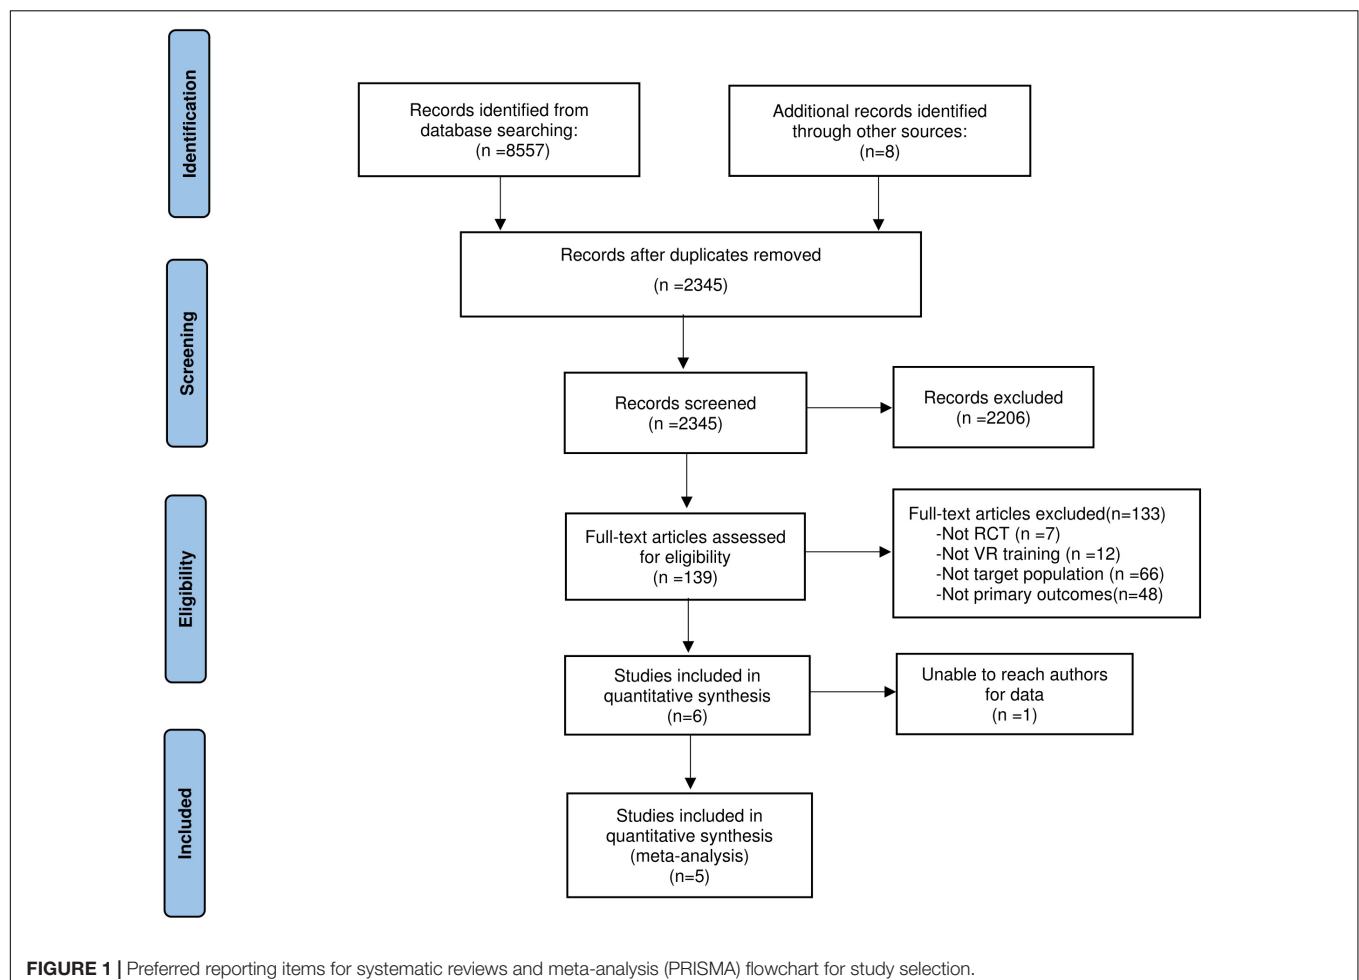 Identification
Records identified from
database searching:
(n =8557)
Additional records identified
through other sources:
(n=8)
Records after duplicates removed
(n =2345)
Screening
Records screened
(n =2345)
Records excluded
(n =2206)
Eligibility
Full-text articles assessed
for eligibility
(n =139)
Full-text articles excluded(n=133)
-Not RCT (n =7)
-Not VR training (n =12)
-Not target population (n =66)
-Not primary outcomes(n=48)
Studies included in
quantitative synthesis
(n=6)
Unable to reach authors
for data
(n =1)
Included
Studies included in
quantitative synthesis
(meta-analysis)
(n=5)
FIGURE 1 | Preferred reporting items for systematic reviews and meta-analysis (PRISMA) flowchart for study selection.